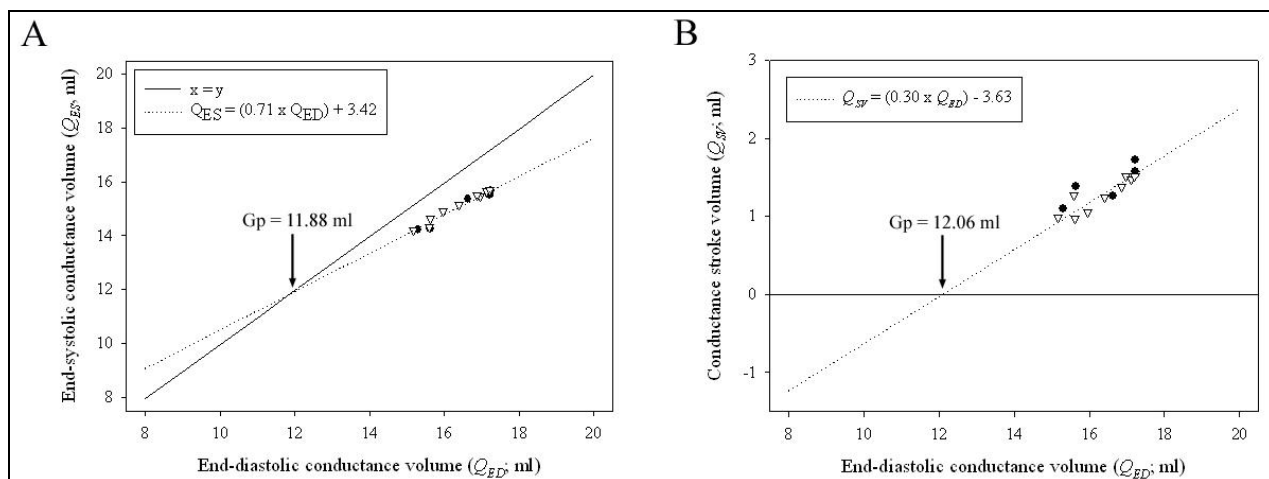 A
End-systolic conductance volume (QES, ml)
20
18
16
14
12
10
8
x = y
QES = (0.71 x QED) + 3.42
Gp = 11.88 ml
8 10 12 14 16 18 20
End-diastolic conductance volume (QED; ml)
B
Conductance stroke volume (QSV; ml)
3
2
1
0
-1
QSV = (0.30 x QED) - 3.63
Gp = 12.06 ml
8 10 12 14 16 18 20
End-diastolic conductance volume (QED; ml)